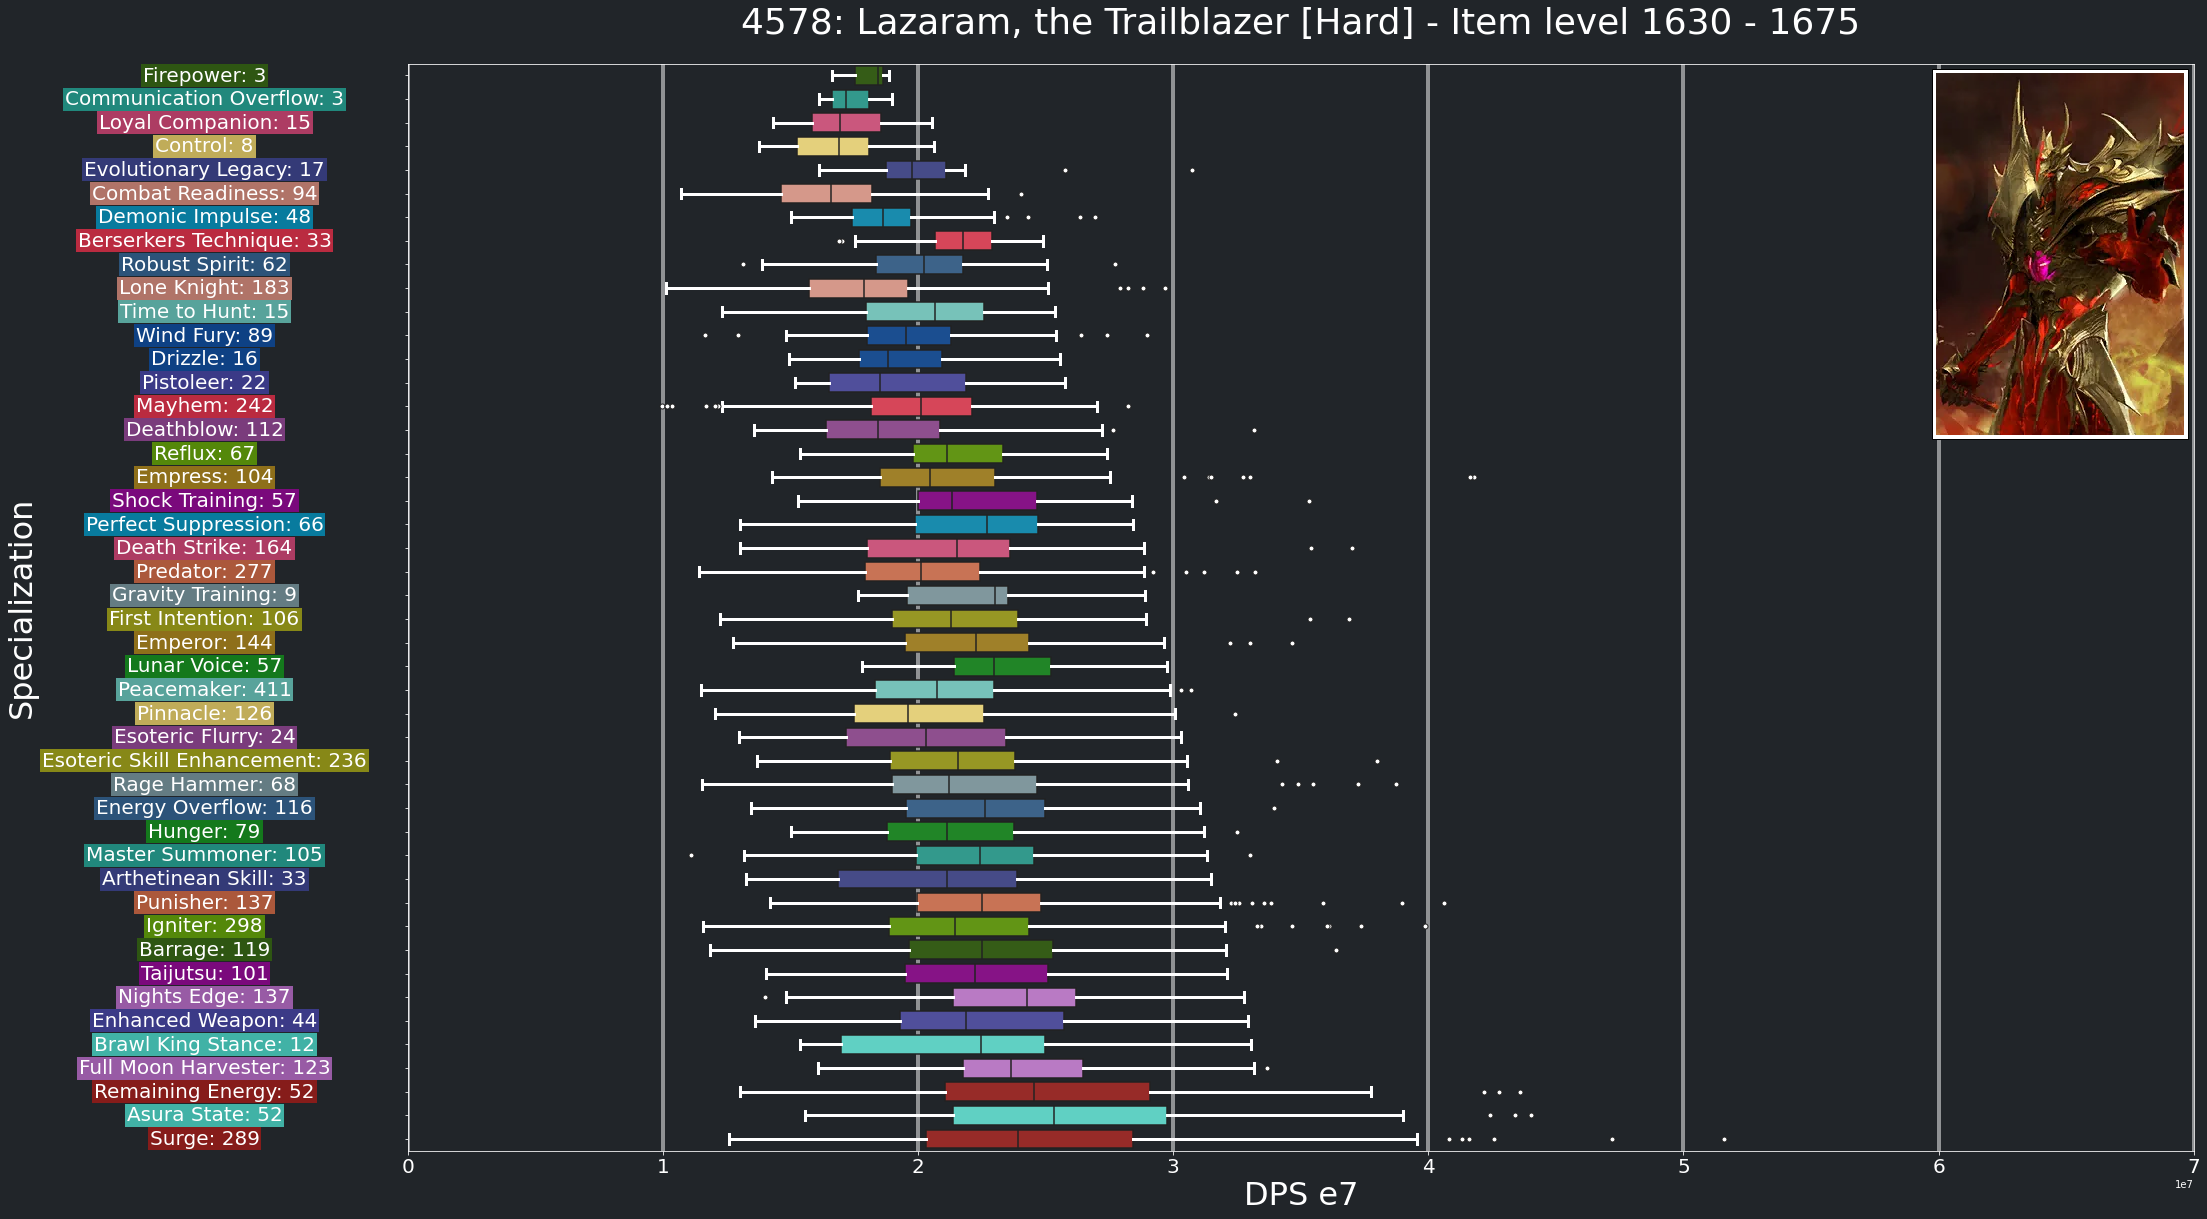 4578: Lazaram, the Trailblazer [Hard] - Item level 1630 - 1675
Firepower: 3
Communication Overflow: 3
Loyal Companion: 15
Control: 8
Evolutionary Legacy: 17
Combat Readiness: 94
Demonic Impulse: 48
Berserkers Technique: 33
Robust Spirit: 62
Lone Knight: 183
Time to Hunt: 15
Wind Fury: 89
Drizzle: 16
Pistoleer: 22
Mayhem: 242
Deathblow: 112
Reflux: 67
Empress: 104
Shock Training: 57
Perfect Suppression: 66
Death Strike: 164
Predator: 277
Gravity Training: 9
First Intention: 106
Emperor: 144
Lunar Voice: 57
Peacemaker: 411
Pinnacle: 126
Esoteric Flurry: 24
Esoteric Skill Enhancement: 236
Rage Hammer: 68
Energy Overflow: 116
Hunger: 79
Master Summoner: 105
Arthetinean Skill: 33
Punisher: 137
Igniter: 298
Barrage: 119
Taijutsu: 101
Nights Edge: 137
Enhanced Weapon: 44
Brawl King Stance: 12
Full Moon Harvester: 123
Remaining Energy: 52
Asura State: 52
Surge: 289
Specialization
0 1 2 3 4 5 6 7
1e7
DPS e7